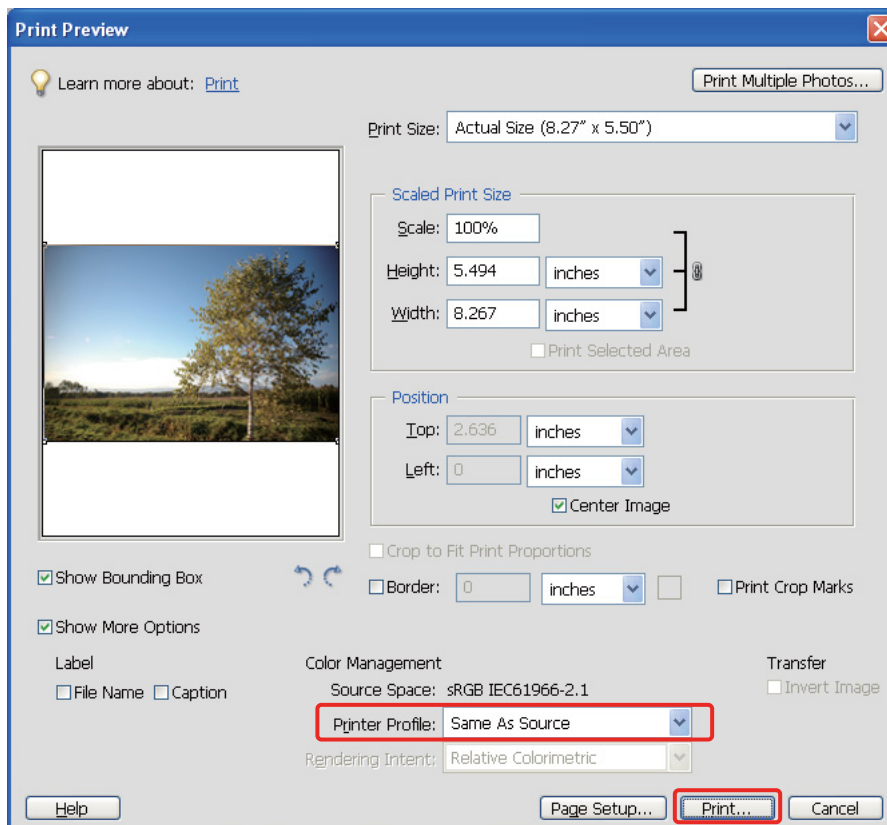 Print Preview
Learn more about: Print
Print Multiple Photos...
Print Size: Actual Size (8.27" x 5.50")
Scaled Print Size
Scale: 100%
Height: 5.494 inches
Width: 8.267 inches
Print Selected Area
Position
Top: 2.636 inches
Left: 0 inches
Center Image
Crop to Fit Print Proportions
Show Bounding Box
Border: 0 inches
Print Crop Marks
Show More Options
Label
File Name Caption
Color Management
Source Space: sRGB IEC61966-2.1
Printer Profile: Same As Source
Rendering Intent: Relative Colorimetric
Transfer
Invert Image
Help
Page Setup...
Print...
Cancel